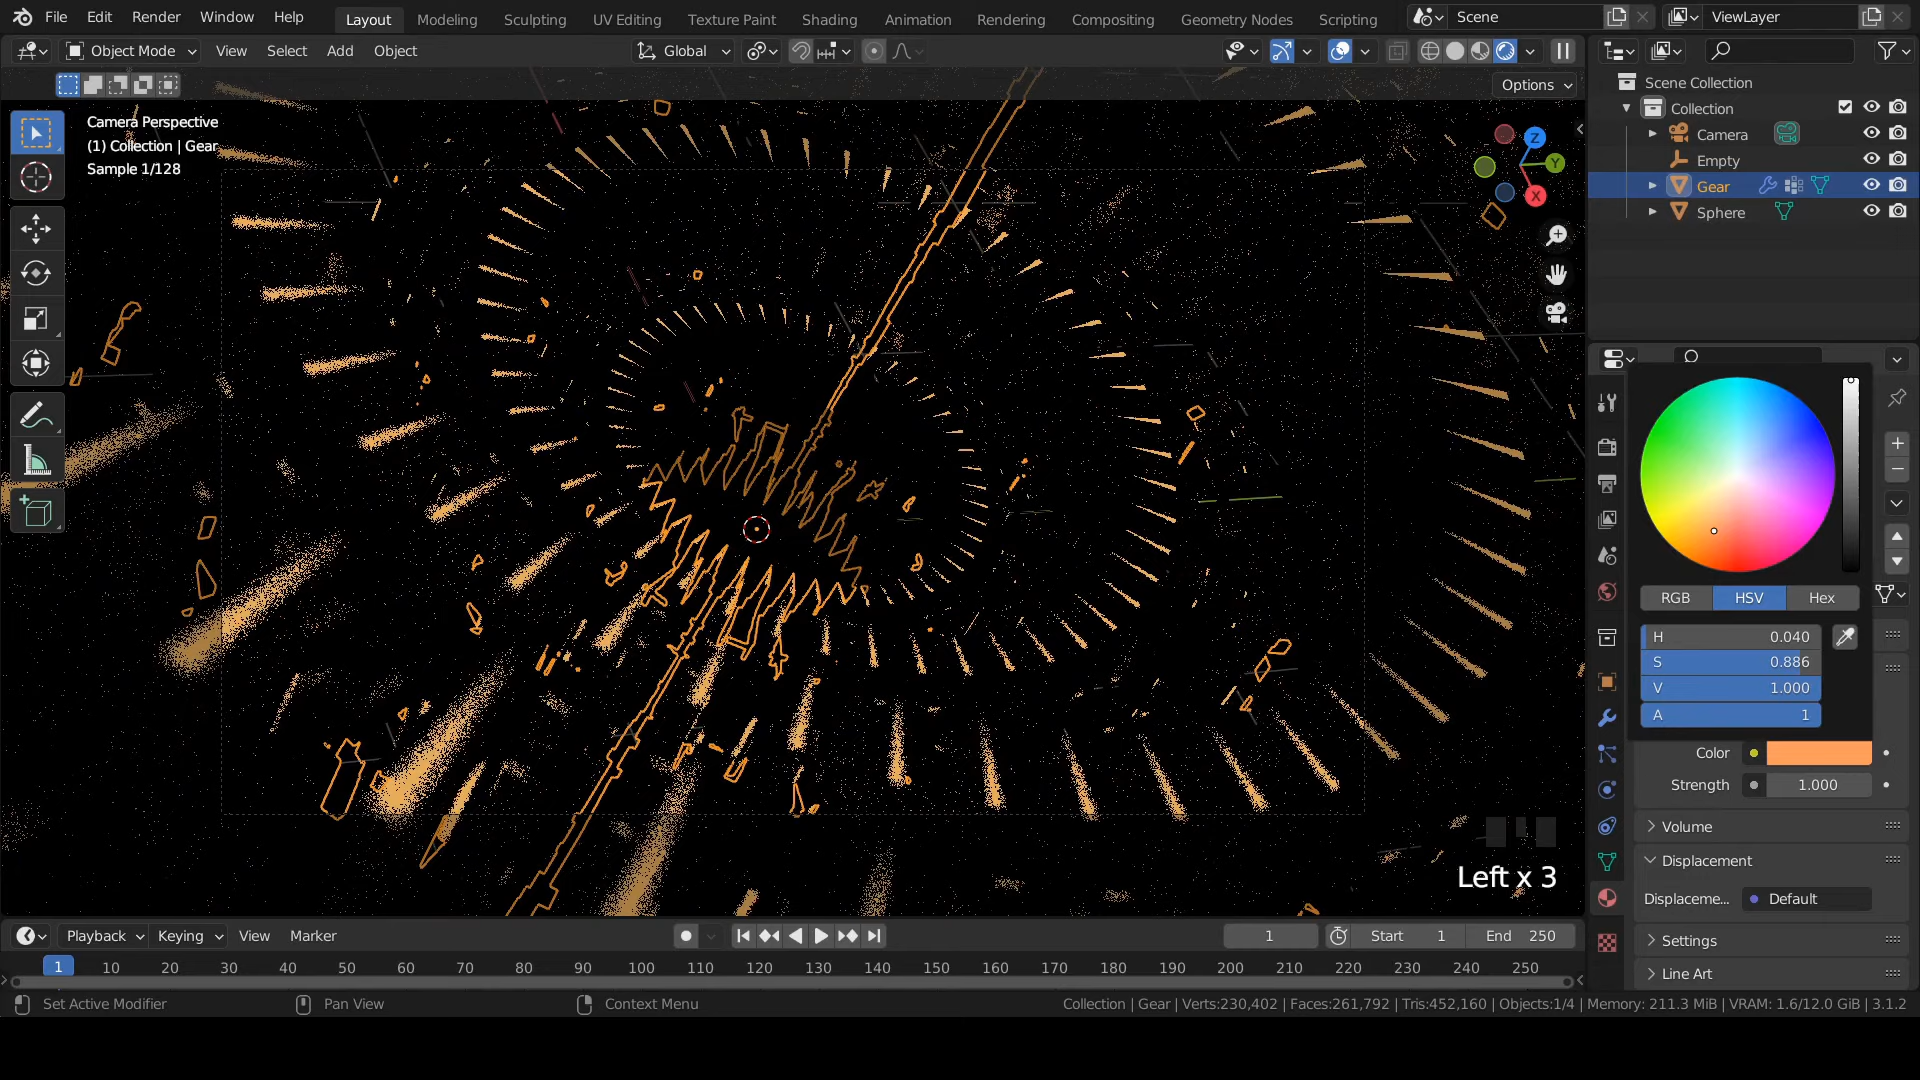 File Edit Render Window Help Layout Modeling Sculpting UV Editing Texture Paint Shading Animation Rendering Compositing Geometry Nodes Scripting Scene ViewLayer
Object Mode View Select Add Object Global
Options
Camera Perspective
(1) Collection | Gear
Sample 1/128
Z
Y
X
Left x 3
Scene Collection
Collection
Camera
Empty
Gear
Sphere
RGB HSV Hex
H 0.040
S 0.886
V 1.000
A 1
Color
Strength 1.000
Volume
Displacement
Displaceme... Default
Settings
Line Art
Playback Keying View Marker 1 Start 1 End 250
1 10 20 30 40 50 60 70 80 90 100 110 120 130 140 150 160 170 180 190 200 210 220 230 240 250
Set Active Modifier Pan View Context Menu Collection | Gear | Verts:230,402 | Faces:261,792 | Tris:452,160 | Objects:1/4 | Memory: 211.3 MiB | VRAM: 1.6/12.0 GiB | 3.1.2